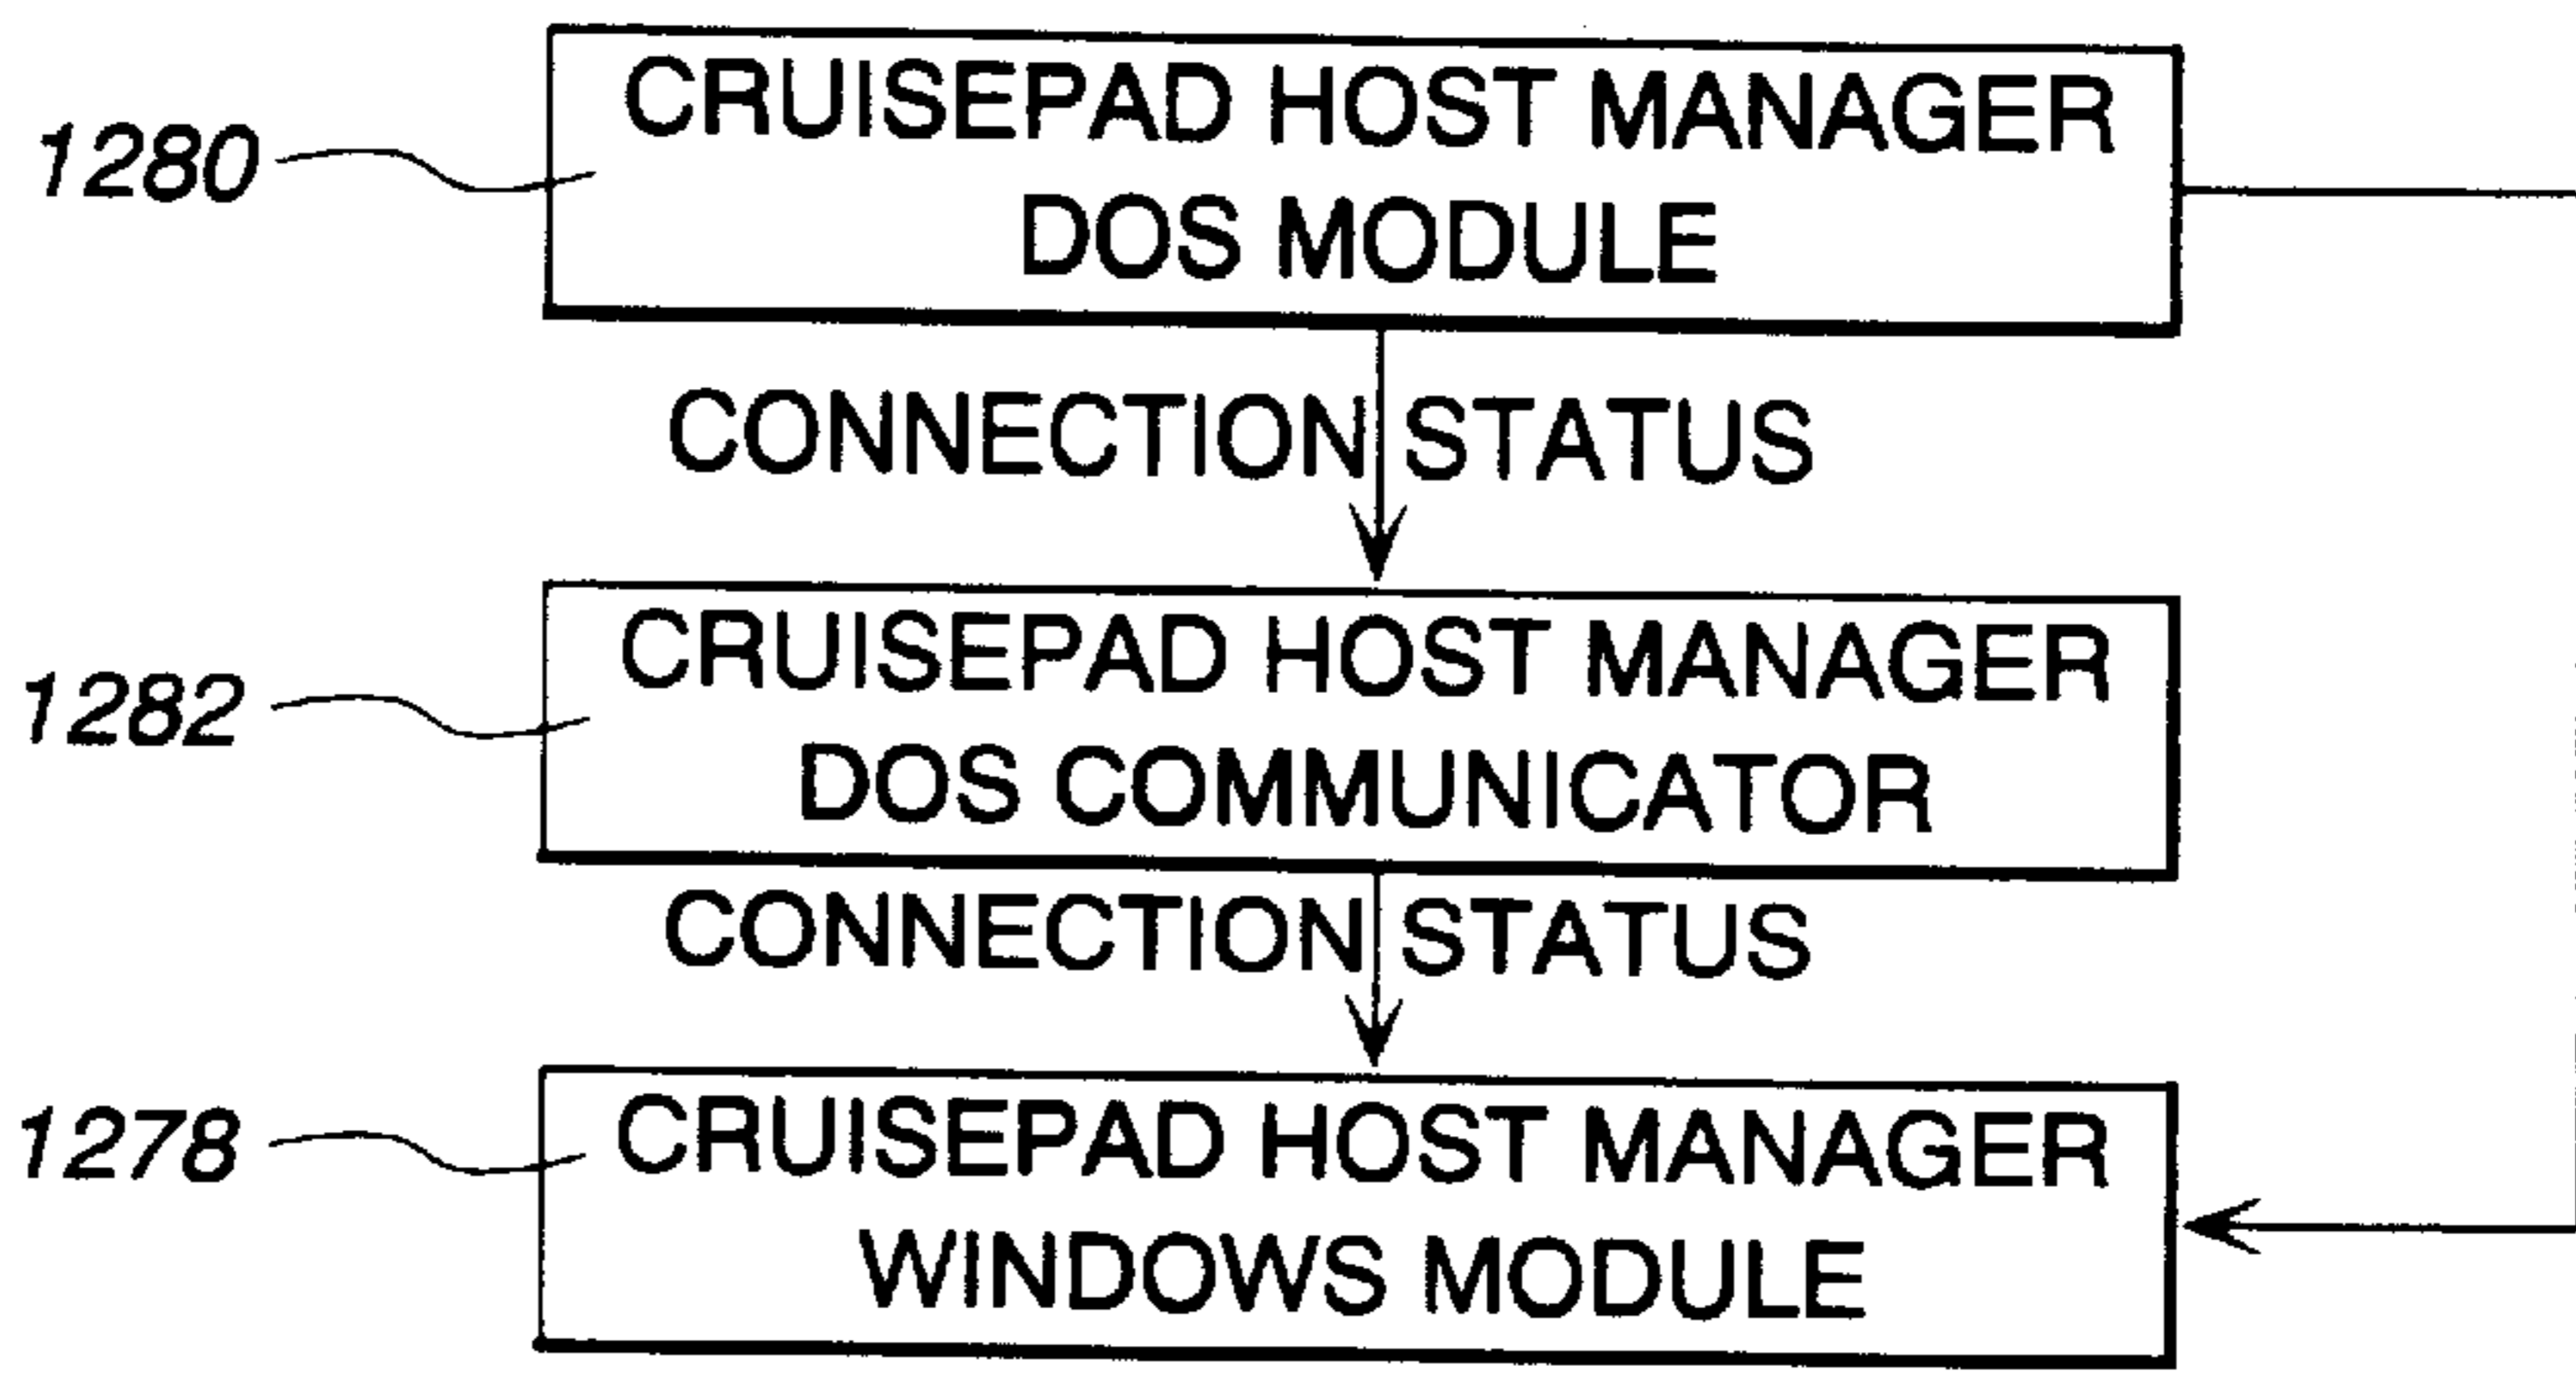 1280
CRUISEPAD HOST MANAGER
DOS MODULE
CONNECTION STATUS
1282
CRUISEPAD HOST MANAGER
DOS COMMUNICATOR
CONNECTION STATUS
1278
CRUISEPAD HOST MANAGER
WINDOWS MODULE